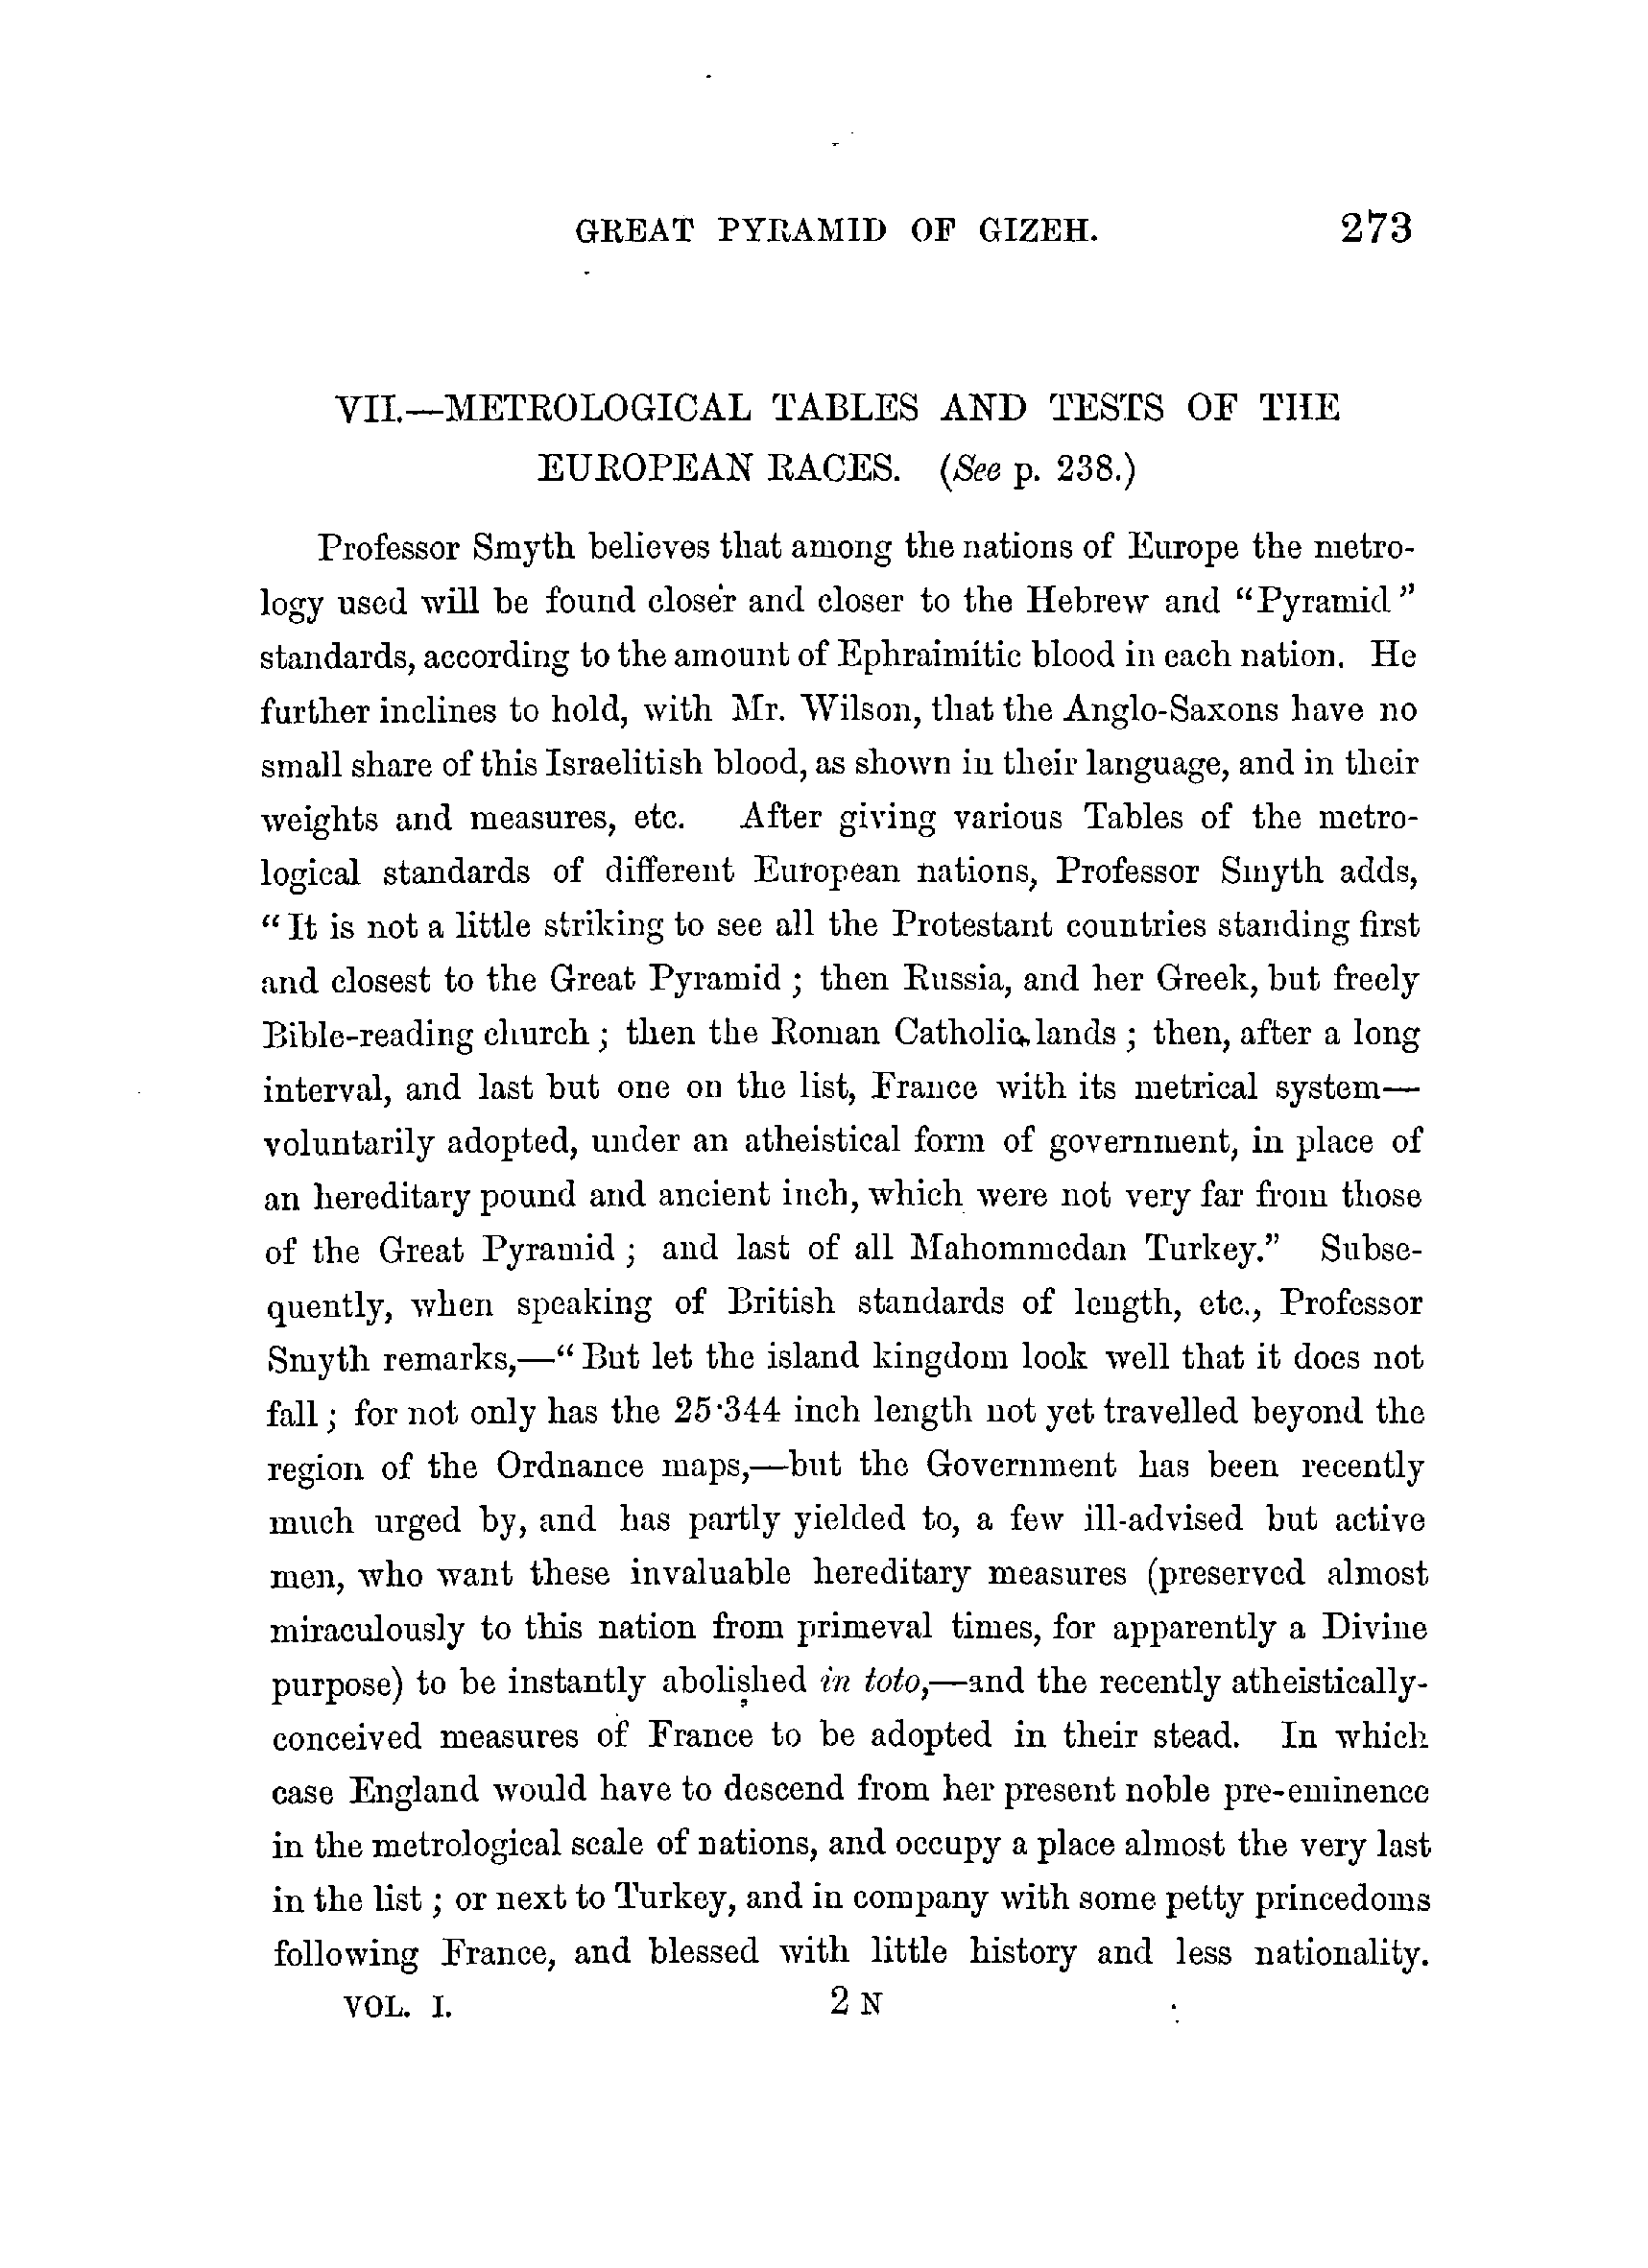 GREAT PYRAMID OF GIZEH. 273
VII.—METROLOGICAL TABLES AND TESTS OF THE
EUROPEAN RACES. (See p. 238.)
Professor Smyth believes that among the nations of Europe the metro-
logy used will be found closer and closer to the Hebrew and “Pyramid”
standards, according to the amount of Ephraimitic blood in each nation. He
further inclines to hold, with Mr. Wilson, that the Anglo-Saxons have no
small share of this Israelitish blood, as shown in their language, and in their
weights and measures, etc. After giving various Tables of the metro-
logical standards of different European nations, Professor Smyth adds,
“It is not a little striking to see all the Protestant countries standing first
and closest to the Great Pyramid ; then Russia, and her Greek, but freely
Bible-reading church ; then the Roman Catholic lands ; then, after a long
interval, and last but one on the list, France with its metrical system—
voluntarily adopted, under an atheistical form of government, in place of
an hereditary pound and ancient inch, which were not very far from those
of the Great Pyramid ; and last of all Mahommedan Turkey.” Subse-
quently, when speaking of British standards of length, etc., Professor
Smyth remarks,—“But let the island kingdom look well that it does not
fall ; for not only has the 25·344 inch length not yet travelled beyond the
region of the Ordnance maps,—but the Government has been recently
much urged by, and has partly yielded to, a few ill-advised but active
men, who want these invaluable hereditary measures (preserved almost
miraculously to this nation from primeval times, for apparently a Divine
purpose) to be instantly abolished in toto,—and the recently atheistically-
conceived measures of France to be adopted in their stead. In which
case England would have to descend from her present noble pre-eminence
in the metrological scale of nations, and occupy a place almost the very last
in the list ; or next to Turkey, and in company with some petty princedoms
following France, and blessed with little history and less nationality.
VOL. I. 2 N